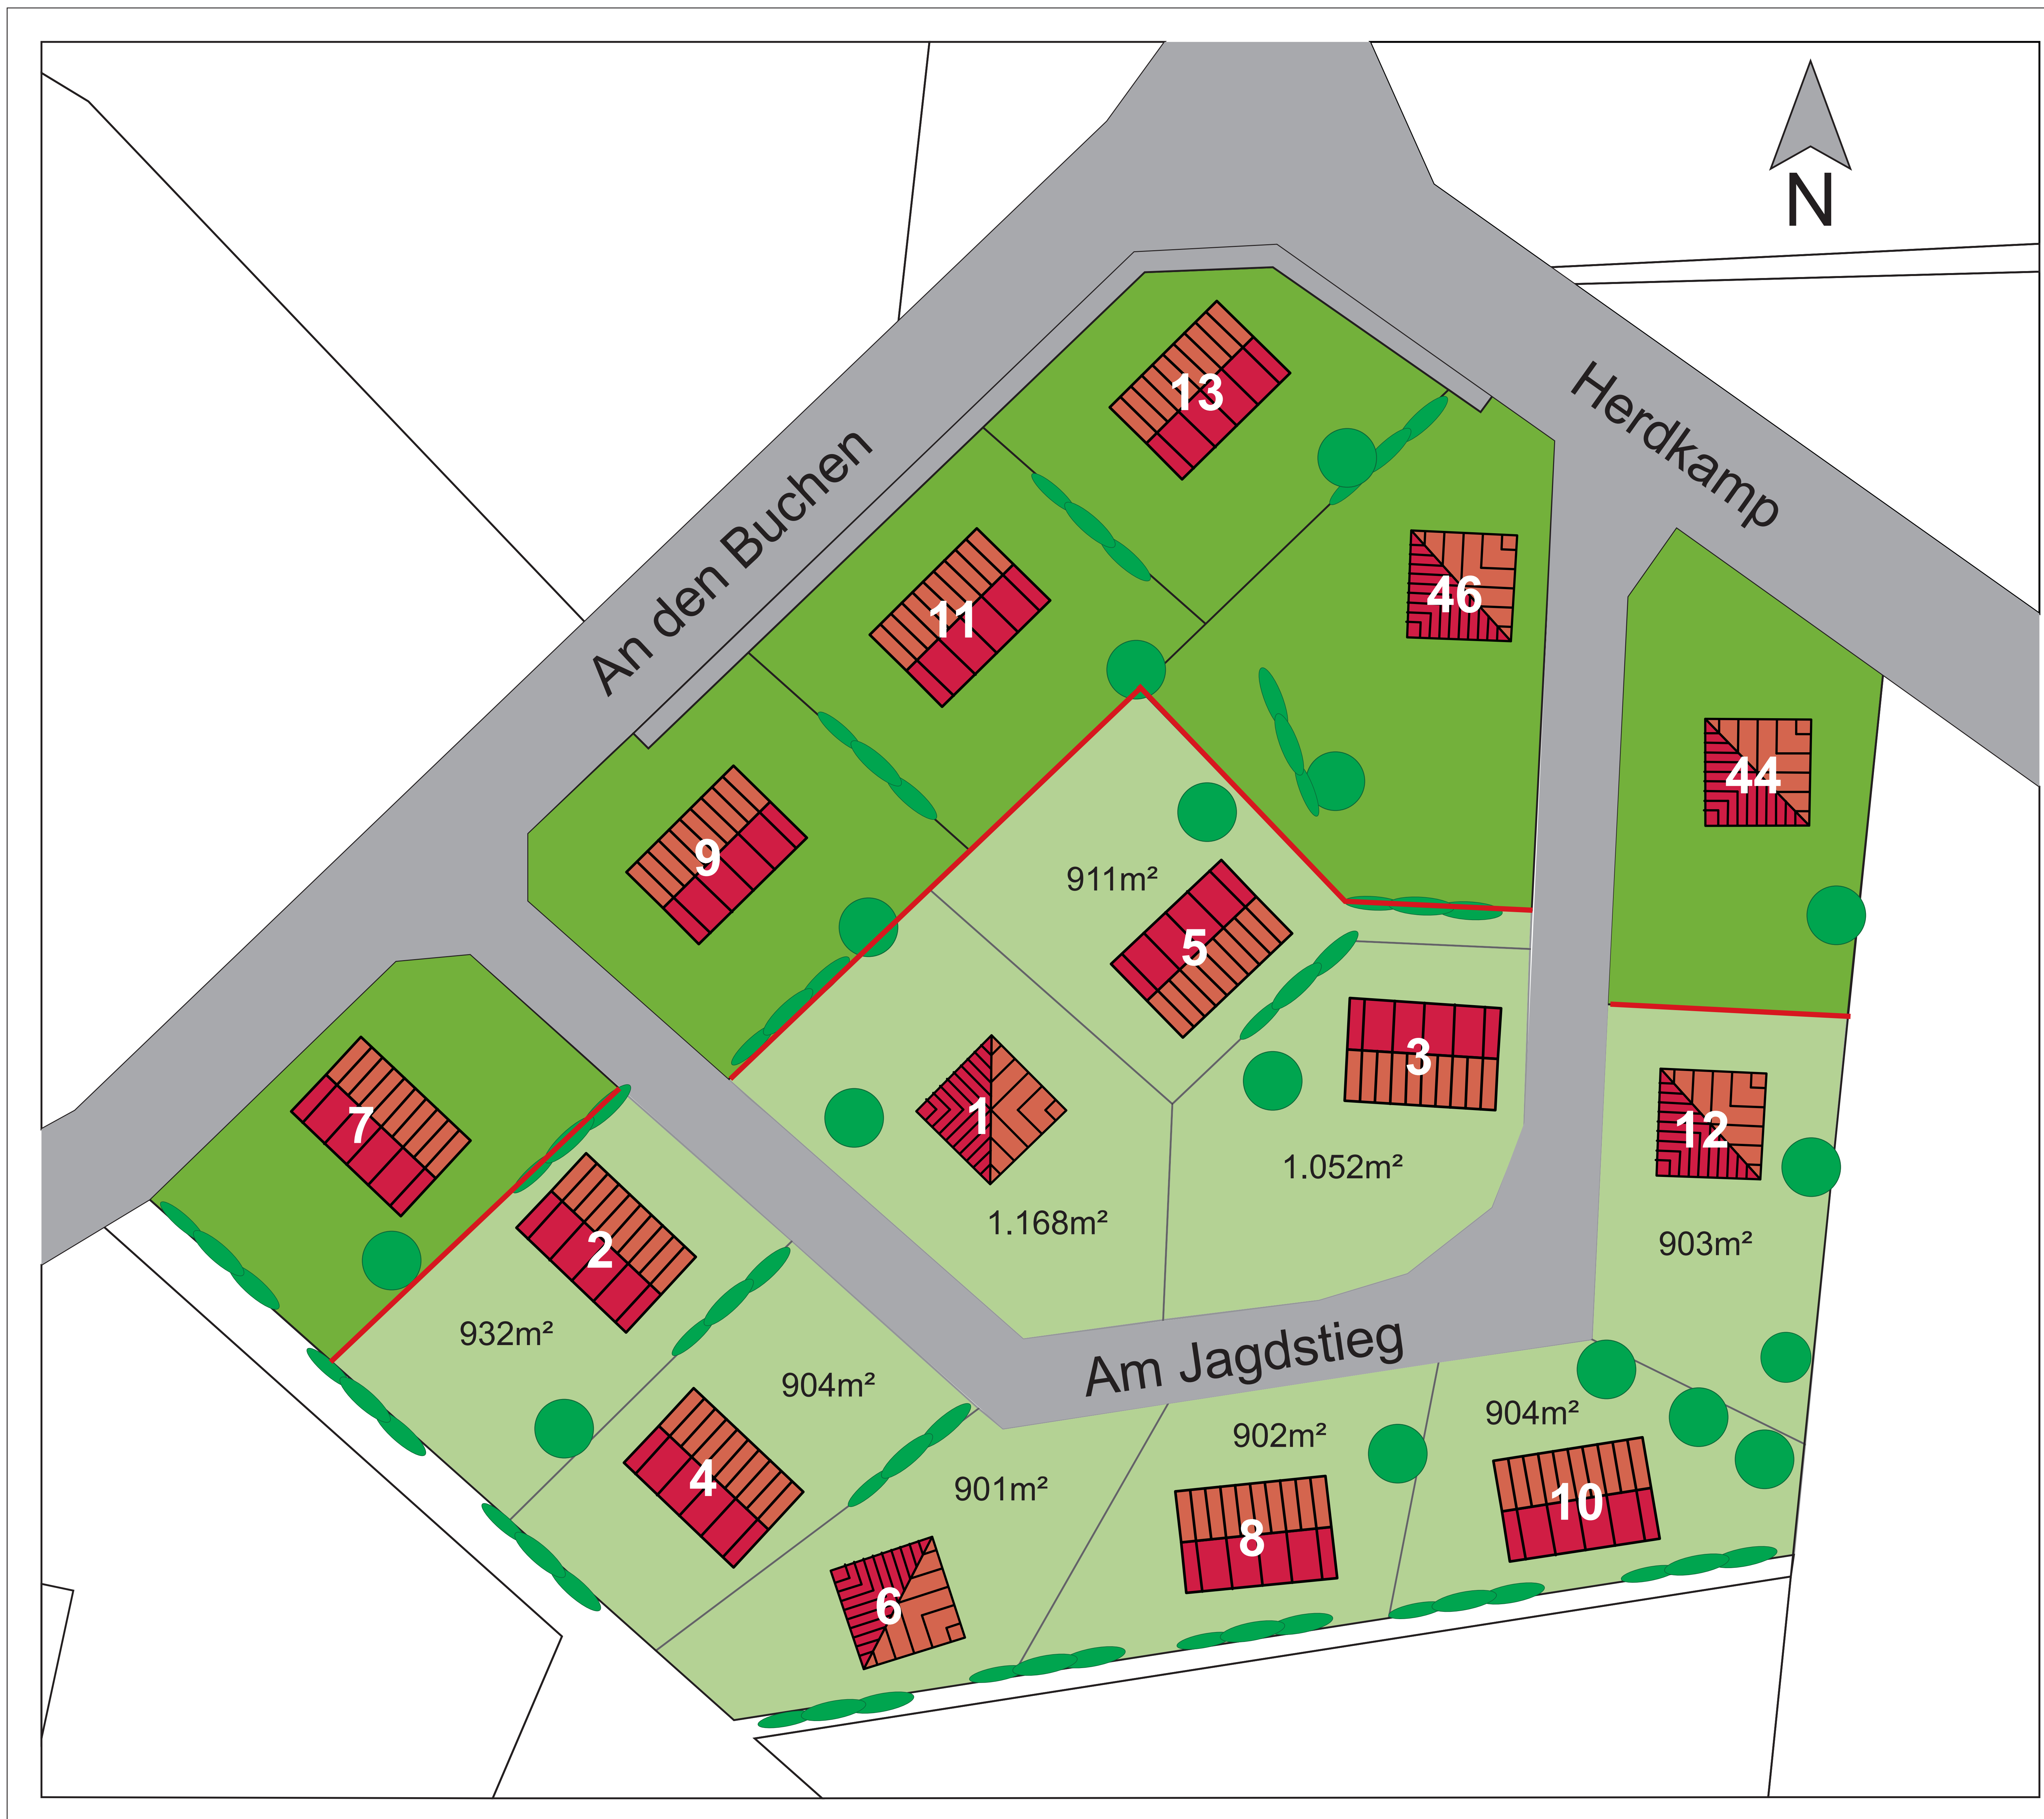 N
Herdkamp
An den Buchen
13
46
11
44
9
911m²
5
3
7
1
12
2
1.052m²
1.168m²
903m²
932m²
904m²
904m²
902m²
4
901m²
10
8
6
Am Jagdstieg